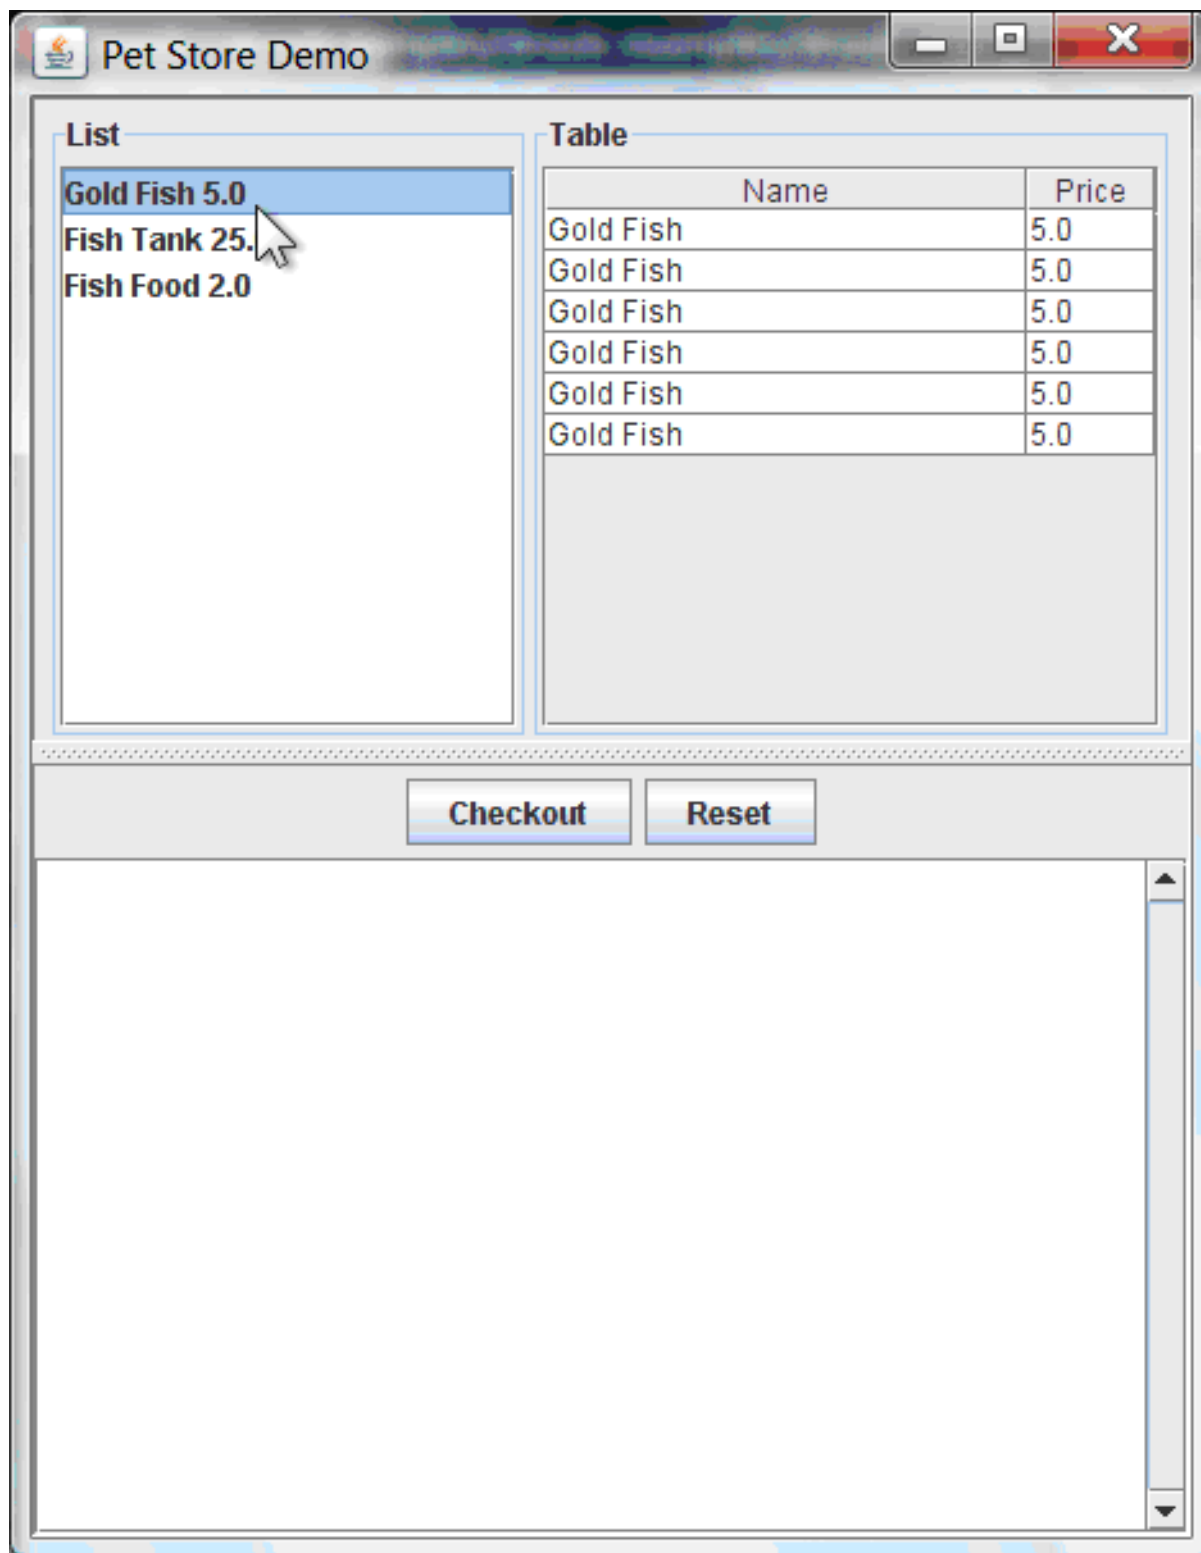 Pet Store Demo
List
Gold Fish 5.0
Fish Tank 25.
Fish Food 2.0
Table
Name Price
Gold Fish 5.0
Gold Fish 5.0
Gold Fish 5.0
Gold Fish 5.0
Gold Fish 5.0
Gold Fish 5.0
Checkout Reset